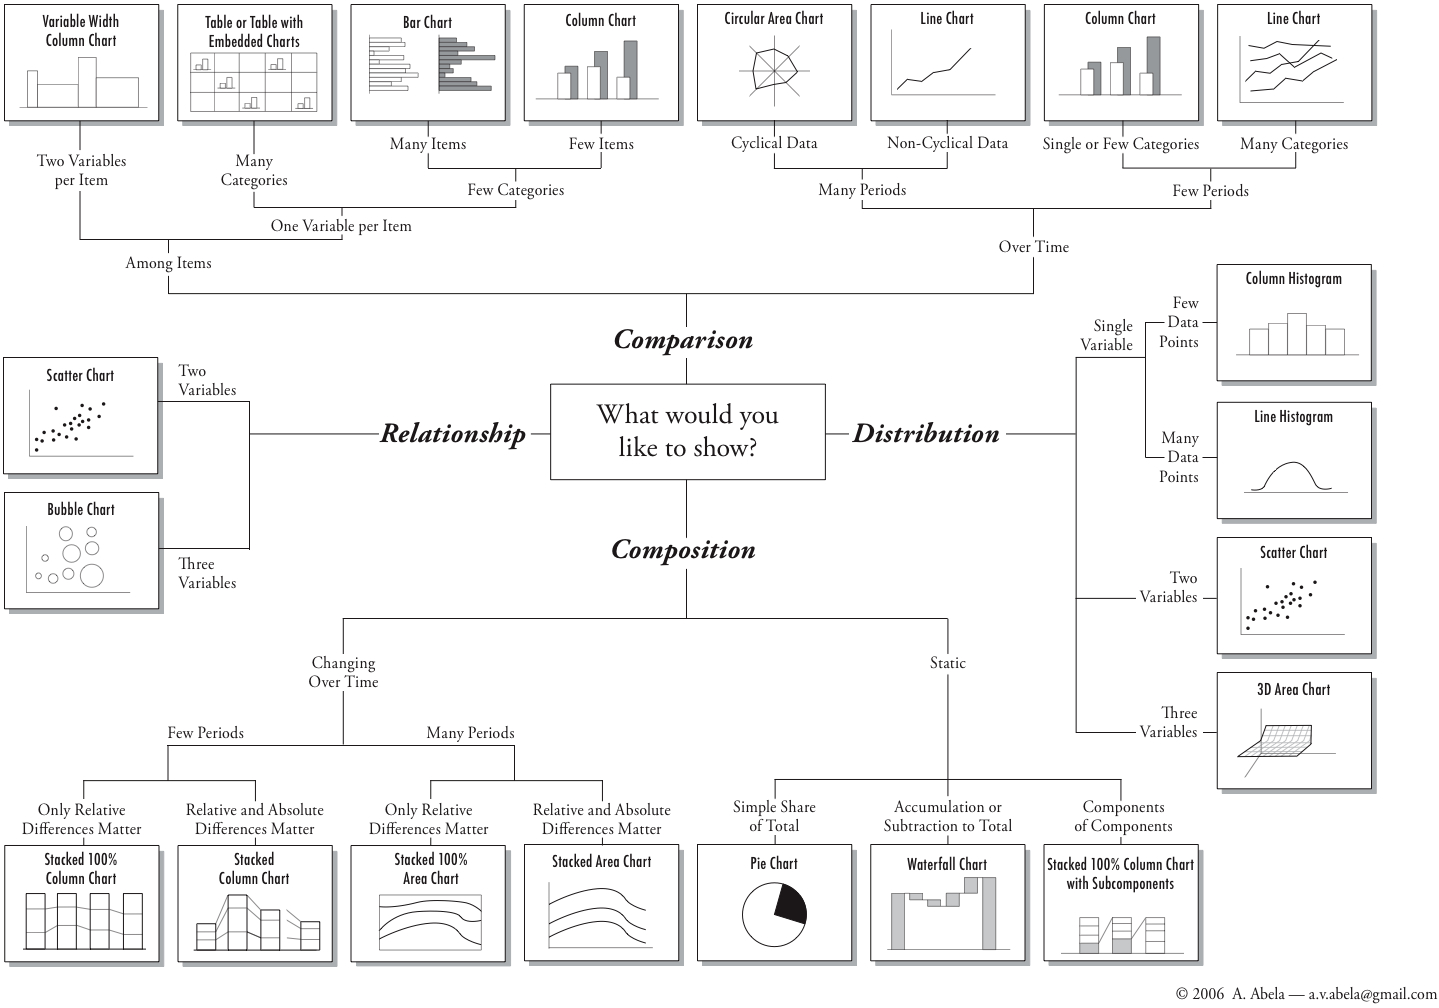 Variable Width
Column Chart
Table or Table with
Embedded Charts
Bar Chart
Column Chart
Circular Area Chart
Line Chart
Column Chart
Line Chart
Two Variables
per Item
Many
Categories
Many Items
Few Items
Cyclical Data
Non-Cyclical Data
Single or Few Categories
Many Categories
Few Categories
Many Periods
Few Periods
One Variable per Item
Among Items
Over Time
Comparison
What would you
like to show?
Relationship
Two
Variables
Scatter Chart
Three
Variables
Bubble Chart
Distribution
Single
Variable
Few
Data
Points
Column Histogram
Many
Data
Points
Line Histogram
Two
Variables
Scatter Chart
Three
Variables
3D Area Chart
Composition
Changing
Over Time
Static
Few Periods
Many Periods
Only Relative
Differences Matter
Relative and Absolute
Differences Matter
Only Relative
Differences Matter
Relative and Absolute
Differences Matter
Simple Share
of Total
Accumulation or
Subtraction to Total
Components
of Components
Stacked 100%
Column Chart
Stacked
Column Chart
Stacked 100%
Area Chart
Stacked Area Chart
Pie Chart
Waterfall Chart
Stacked 100% Column Chart
with Subcomponents
© 2006 A. Abela — a.v.abela@gmail.com